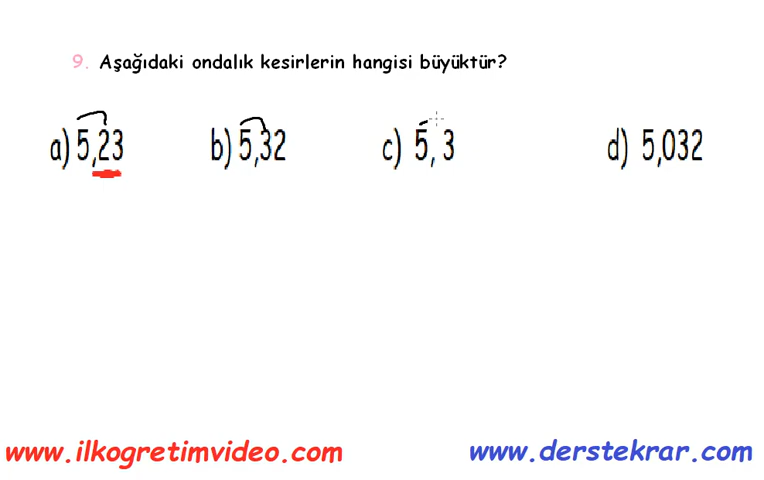 9. Aşağıdaki ondalık kesirlerin hangisi büyüktür?
a) 5,23 b) 5,32 c) 5, 3 d) 5,032
www.ilkogretimvideo.com www.derstekrar.com